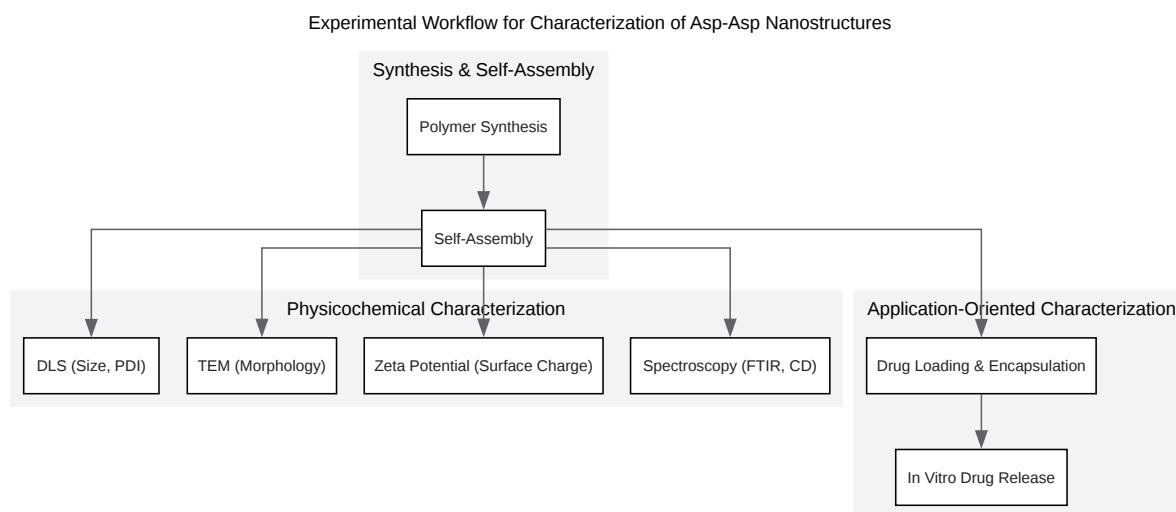 Experimental Workflow for Characterization of Asp-Asp Nanostructures
Synthesis & Self-Assembly
Polymer Synthesis
Self-Assembly
Physicochemical Characterization
Application-Oriented Characterization
DLS (Size, PDI)
TEM (Morphology)
Zeta Potential (Surface Charge)
Spectroscopy (FTIR, CD)
Drug Loading & Encapsulation
In Vitro Drug Release